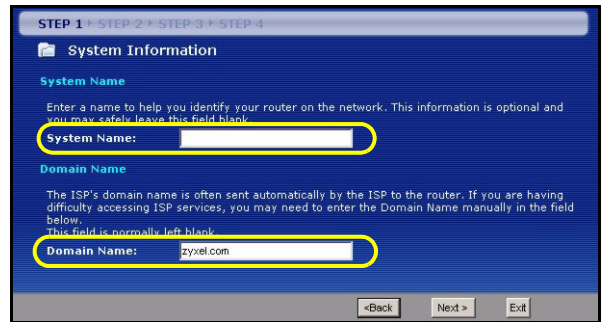 STEP 1 ▸ STEP 2 ▸ STEP 3 ▸ STEP 4
System Information
System Name
Enter a name to help you identify your router on the network. This information is optional and
you may safely leave this field blank.
System Name:
Domain Name
The ISP's domain name is often sent automatically by the ISP to the router. If you are having
difficulty accessing ISP services, you may need to enter the Domain Name manually in the field
below.
This field is normally left blank.
Domain Name: zyxel.com
<Back Next > Exit